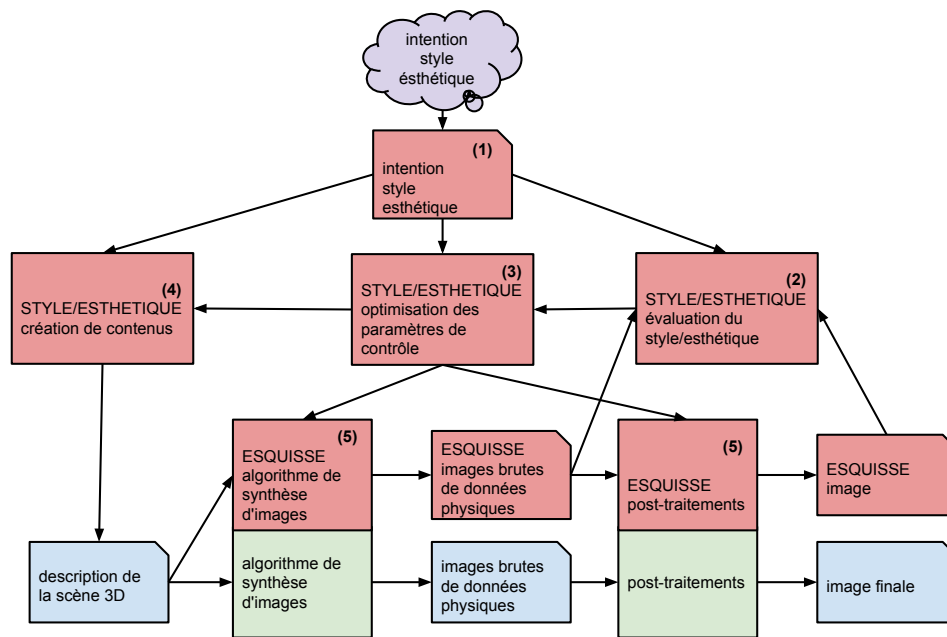 intention
style
ésthétique
(1)
intention
style
esthétique
(4)
STYLE/ESTHETIQUE
création de contenus
(3)
STYLE/ESTHETIQUE
optimisation des
paramètres de
contrôle
(2)
STYLE/ESTHETIQUE
évaluation du
style/esthétique
(5)
ESQUISSE
algorithme de
synthèse
d'images
ESQUISSE
images brutes
de données
physiques
(5)
ESQUISSE
post-traitements
ESQUISSE
image
description de
la scène 3D
algorithme de
synthèse
d'images
images brutes
de données
physiques
post-traitements
image finale